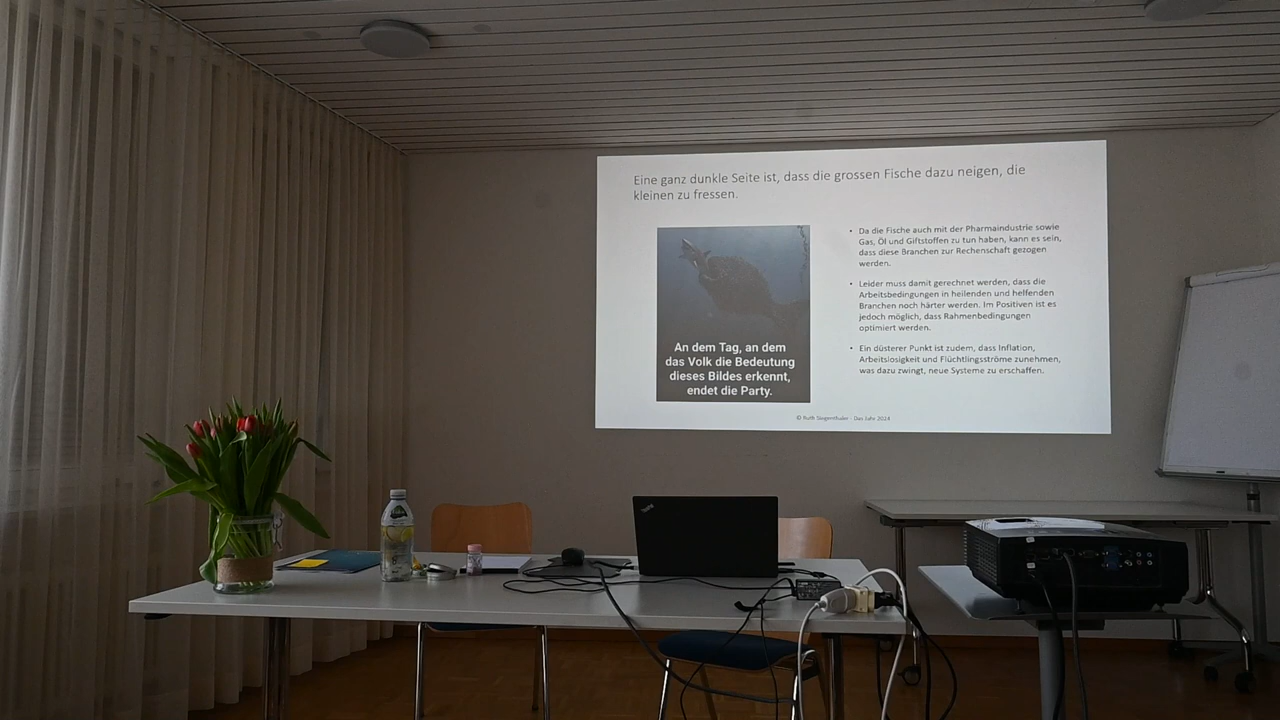 Eine ganz dunkle Seite ist, dass die grossen Fische dazu neigen, die
kleinen zu fressen.
An dem Tag, an dem
das Volk die Bedeutung
dieses Bildes erkennt,
endet die Party.
• Da die Fische auch mit der Pharmaindustrie sowie
Gas, Öl und Giftstoffen zu tun haben, kann es sein,
dass diese Branchen zur Rechenschaft gezogen
werden.
• Leider muss damit gerechnet werden, dass die
Arbeitsbedingungen in heilenden und helfenden
Branchen noch härter werden. Im Positiven ist es
jedoch möglich, dass Rahmenbedingungen
optimiert werden.
• Ein düsterer Punkt ist zudem, dass Inflation,
Arbeitslosigkeit und Flüchtlingsströme zunehmen,
was dazu zwingt, neue Systeme zu erschaffen.
© Ruth Siegenthaler - Das Jahr 2024